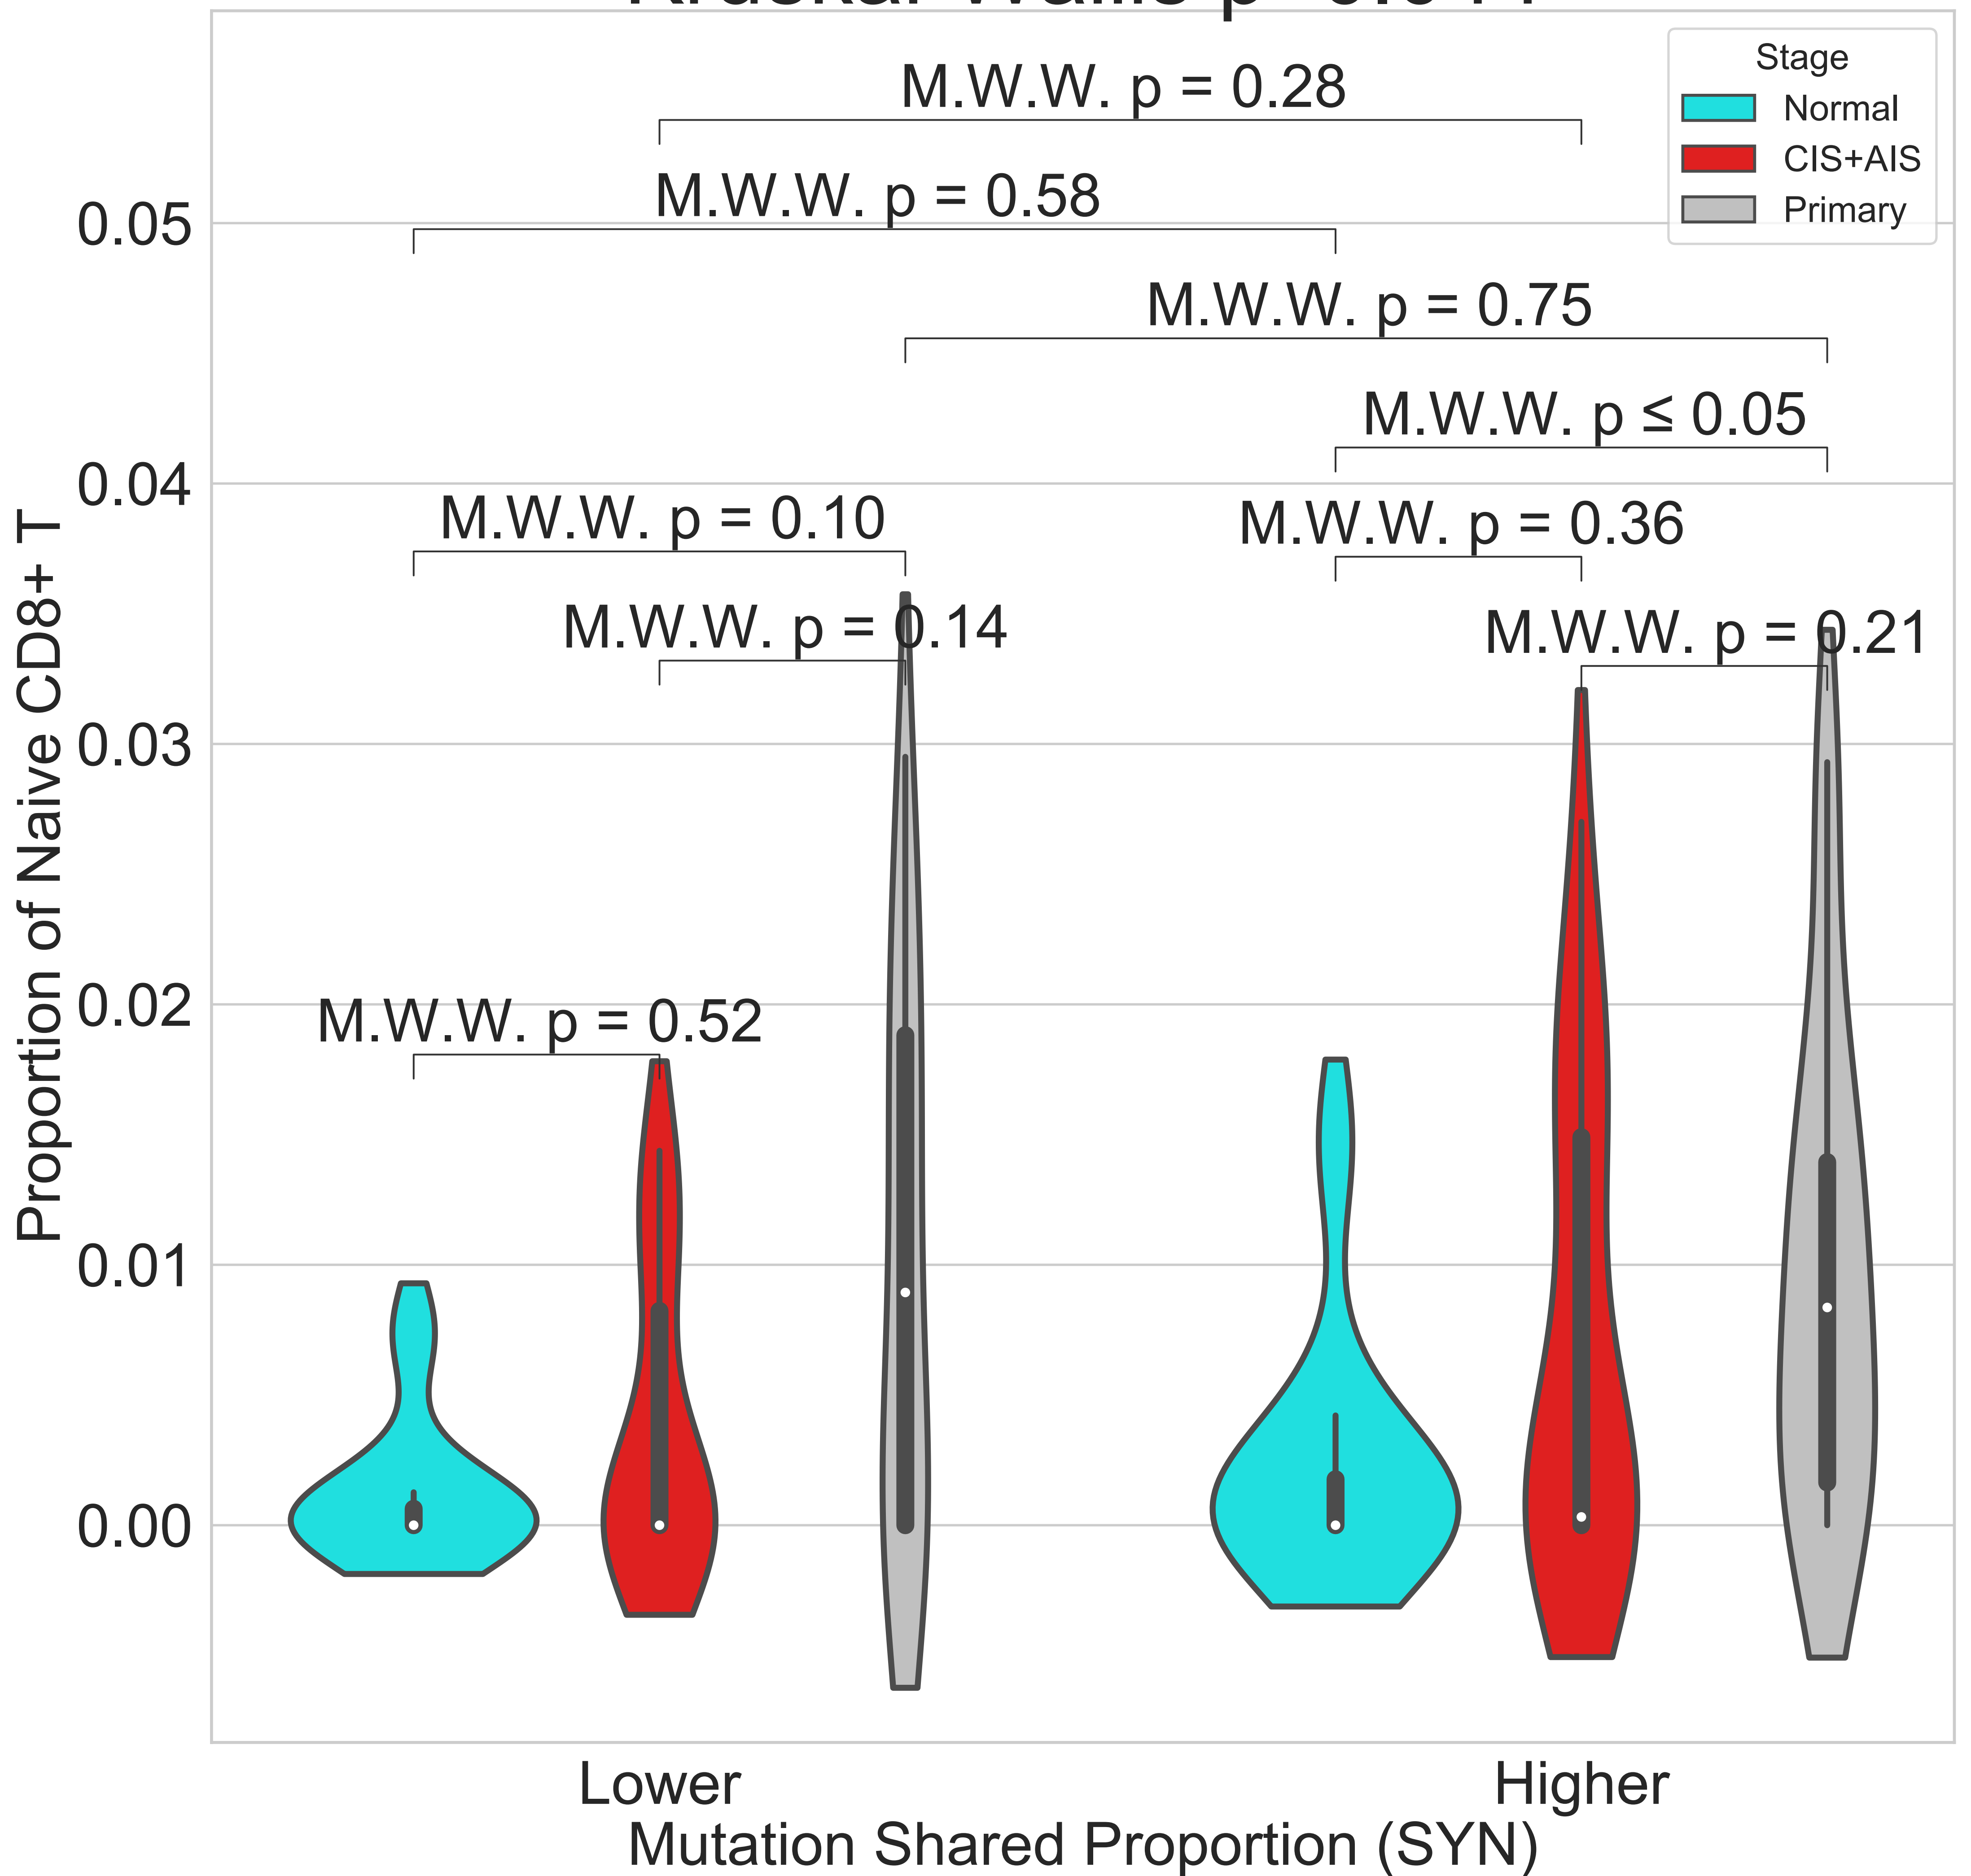 Stage
Normal
CIS+AIS
Primary
M.W.W. p = 0.28
M.W.W. p = 0.58
M.W.W. p = 0.75
M.W.W. p ≤ 0.05
M.W.W. p = 0.10
M.W.W. p = 0.36
M.W.W. p = 0.14
M.W.W. p = 0.21
M.W.W. p = 0.52
0.05
0.04
0.03
0.02
0.01
0.00
Proportion of Naive CD8+ T
Lower
Higher
Mutation Shared Proportion (SYN)